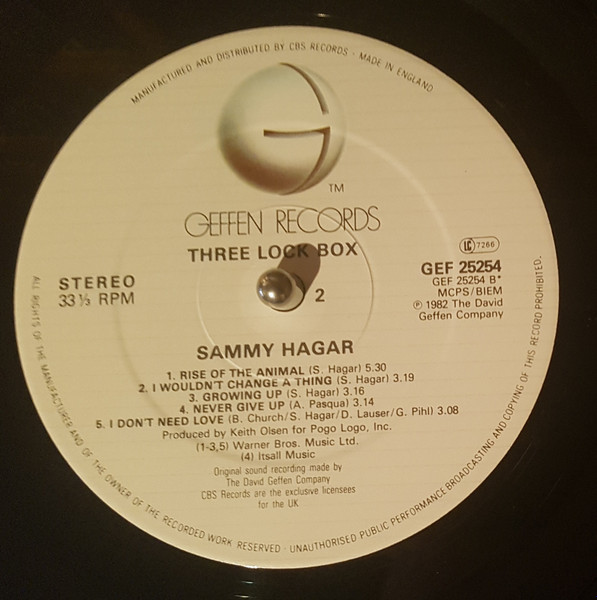 MANUFACTURED AND DISTRIBUTED BY CBS RECORDS · MADE IN ENGLAND.
TM
GEFFEN RECORDS
THREE LOCK BOX
LC 7266
STEREO
33⅓ RPM
2
GEF 25254
GEF 25254 B*
MCPS/BIEM
℗ 1982 The David
Geffen Company
SAMMY HAGAR
1. RISE OF THE ANIMAL (S. Hagar) 5.30
2. I WOULDN'T CHANGE A THING (S. Hagar) 3.19
3. GROWING UP (S. Hagar) 3.16
4. NEVER GIVE UP (A. Pasqua) 3.14
5. I DON'T NEED LOVE (B. Church/S. Hagar/D. Lauser/G. Pihl) 3.08
Produced by Keith Olsen for Pogo Logo, Inc.
(1-3,5) Warner Bros. Music Ltd.
(4) Itsall Music
Original sound recording made by
The David Geffen Company
CBS Records are the exclusive licensees
for the UK
ALL RIGHTS OF THE MANUFACTURER AND OF THE OWNER OF THE RECORDED WORK RESERVED · UNAUTHORISED PUBLIC PERFORMANCE BROADCASTING AND COPYING OF THIS RECORD PROHIBITED.